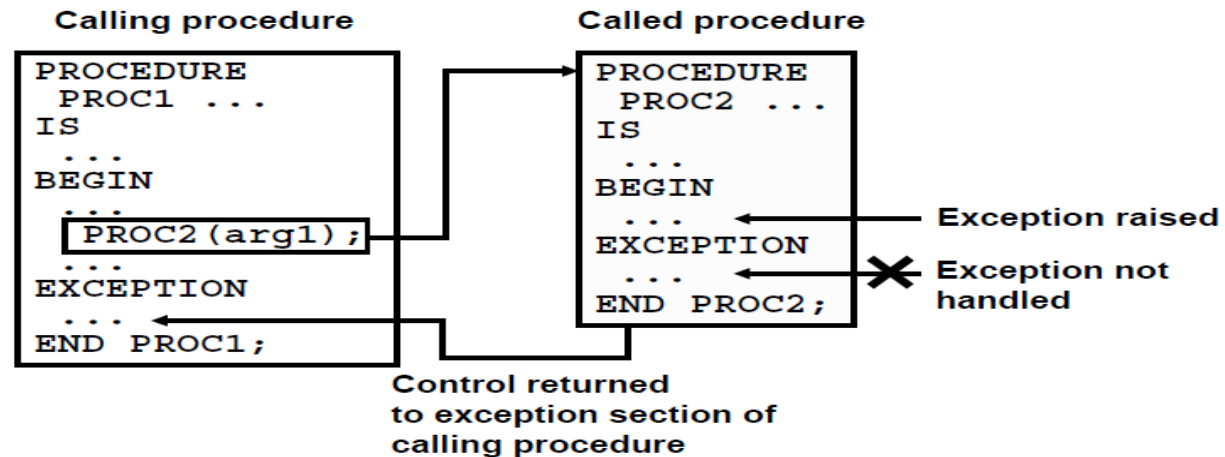 Calling procedure
PROCEDURE
PROC1 ...
IS
...
BEGIN
...
PROC2(arg1);
...
EXCEPTION
...
END PROC1;
Called procedure
PROCEDURE
PROC2 ...
IS
...
BEGIN
...
EXCEPTION
...
END PROC2;
Exception raised
Exception not
handled
Control returned
to exception section of
calling procedure